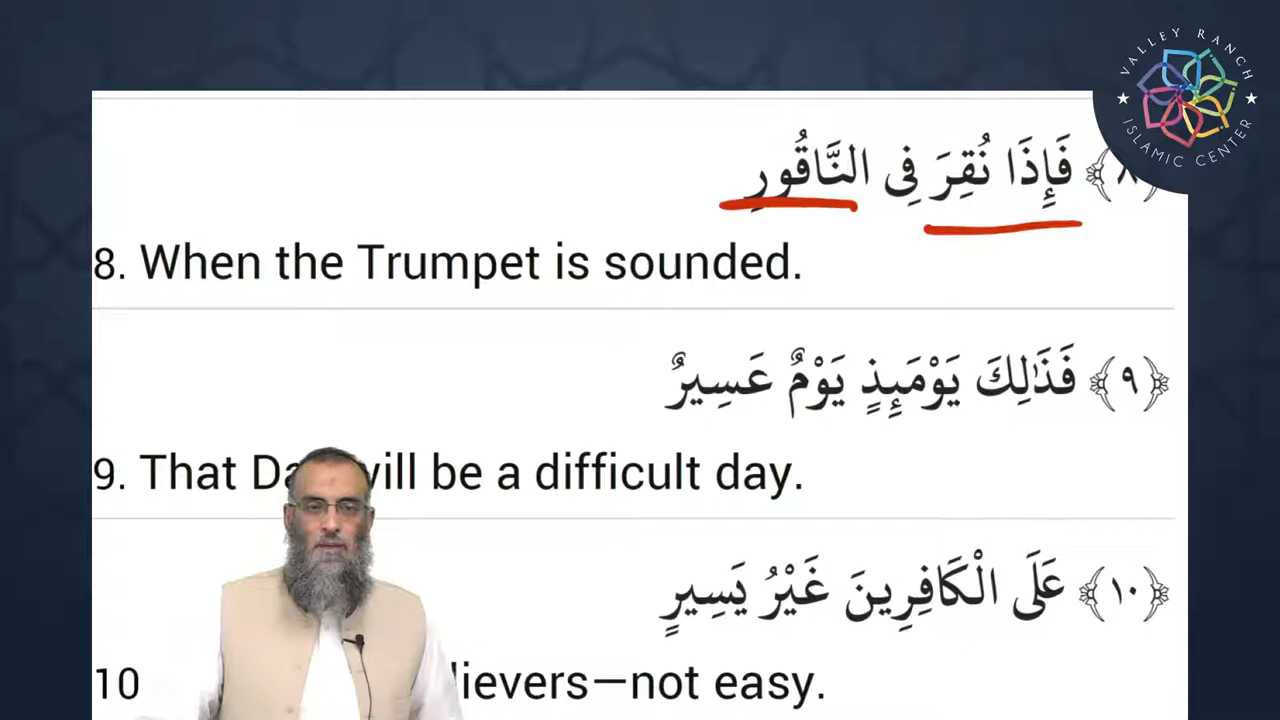 VALLEY RANCH
ISLAMIC CENTER
فَإِذَا نُقِرَ فِى النَّاقُورِ ﴿٨﴾
8. When the Trumpet is sounded.
فَذَٰلِكَ يَوْمَئِذٍ يَوْمٌ عَسِيرٌ ﴿٩﴾
9. That Day will be a difficult day.
عَلَى الْكَافِرِينَ غَيْرُ يَسِيرٍ ﴿١٠﴾
10 lievers—not easy.